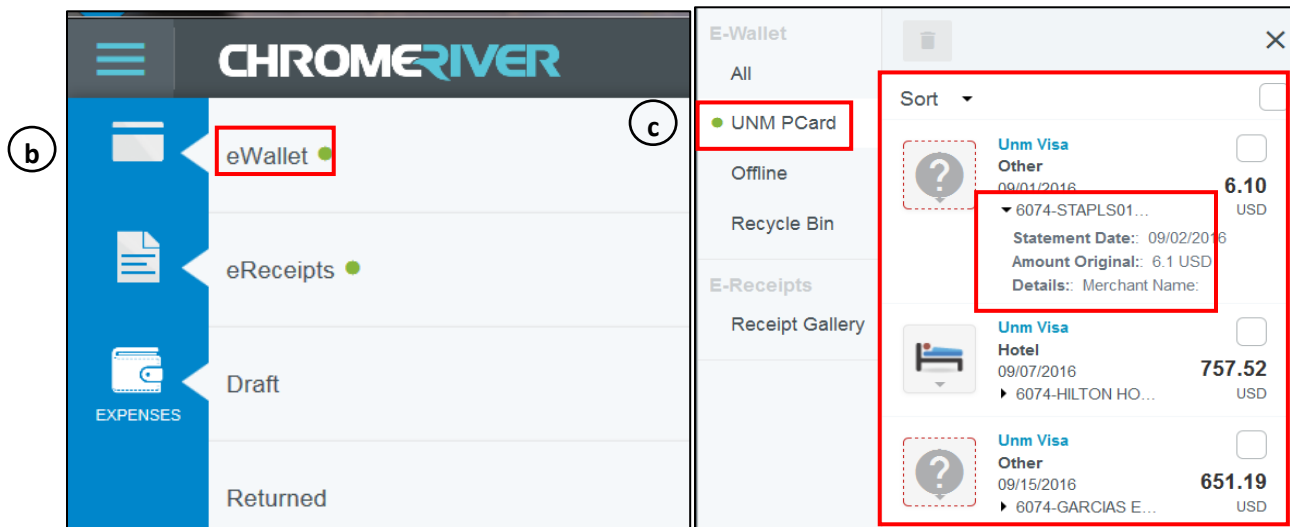 CHROMERIVER
b
eWallet
eReceipts
EXPENSES
Draft
Returned
c
E-Wallet
All
UNM PCard
Offline
Recycle Bin
E-Receipts
Receipt Gallery
Sort
Unm Visa
Other
09/01/2016
6.10
USD
6074-STAPLS01...
Statement Date:: 09/02/2016
Amount Original:: 6.1 USD
Details:: Merchant Name:
Unm Visa
Hotel
09/07/2016
757.52
6074-HILTON HO...
USD
Unm Visa
Other
09/15/2016
651.19
6074-GARCIAS E...
USD